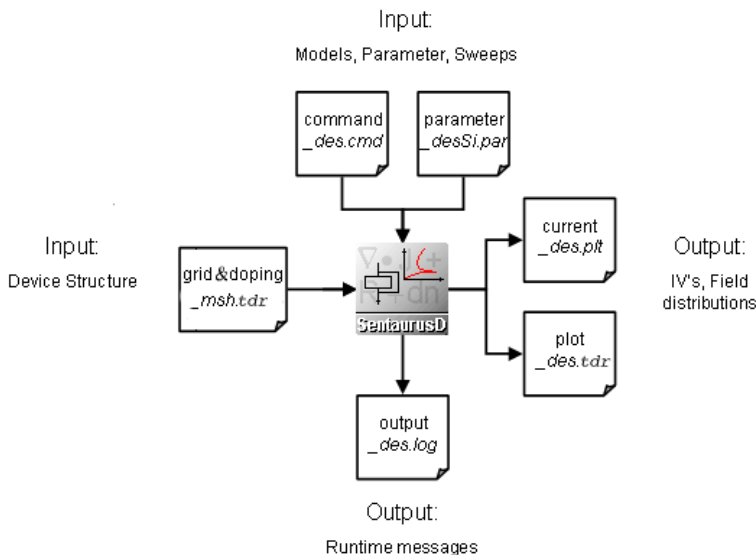 Input:
Models, Parameter, Sweeps
command
_des.cmd
parameter
_desSi.par
Input:
Device Structure
grid&doping
_msh.tdr
SentaurusD
current
_des.plt
plot
_des.tdr
Output:
IV's, Field
distributions
output
_des.log
Output:
Runtime messages